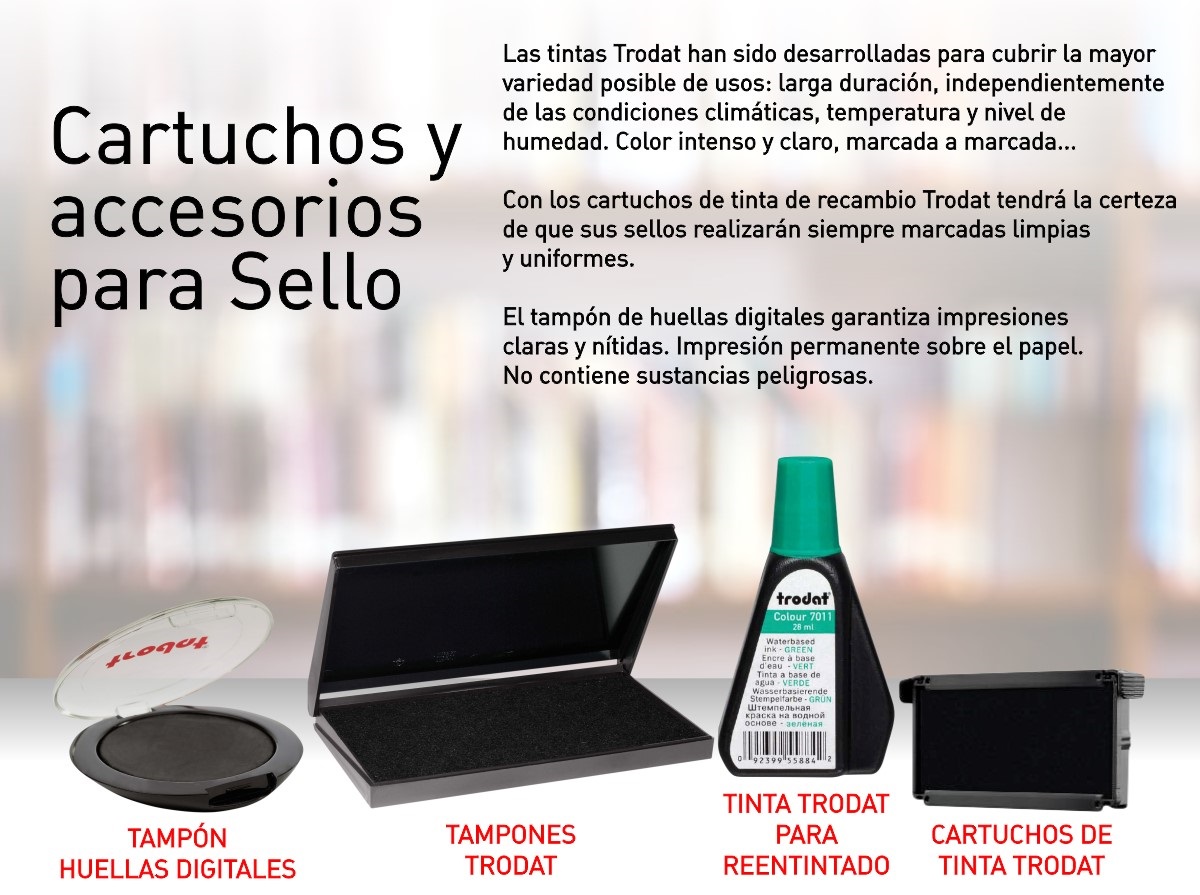 Cartuchos y
accesorios
para Sello
Las tintas Trodat han sido desarrolladas para cubrir la mayor
variedad posible de usos: larga duración, independientemente
de las condiciones climáticas, temperatura y nivel de
humedad. Color intenso y claro, marcada a marcada...
Con los cartuchos de tinta de recambio Trodat tendrá la certeza
de que sus sellos realizarán siempre marcadas limpias
y uniformes.
El tampón de huellas digitales garantiza impresiones
claras y nítidas. Impresión permanente sobre el papel.
No contiene sustancias peligrosas.
trodat
trodat
Colour 7011
28 ml
Waterbased
ink - GREEN
Encre à base
d'eau - VERT
Tinta a base de
agua - VERDE
Wasserbasierende
Stempelfarbe - GRÜN
Штемпельная
краска на водной
основе - зелёная
0 92399 55884 2
TAMPÓN
HUELLAS DIGITALES
TAMPONES
TRODAT
TINTA TRODAT
PARA
REENTINTADO
CARTUCHOS DE
TINTA TRODAT